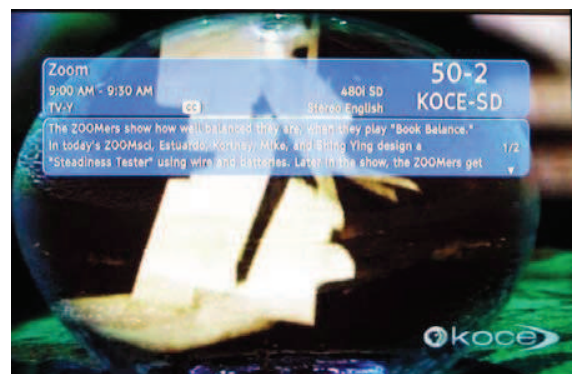 Zoom
50-2
9:00 AM - 9:30 AM
480i SD
KOCE-SD
TV-Y
cc
Stereo English
The ZOOMers show how well balanced they are, when they play "Book Balance."
In today's ZOOMsci, Estuardo, Kortney, Mike, and Shing Ying design a
1/2
"Steadiness Tester" using wire and batteries. Later in the show, the ZOOMers get
koce